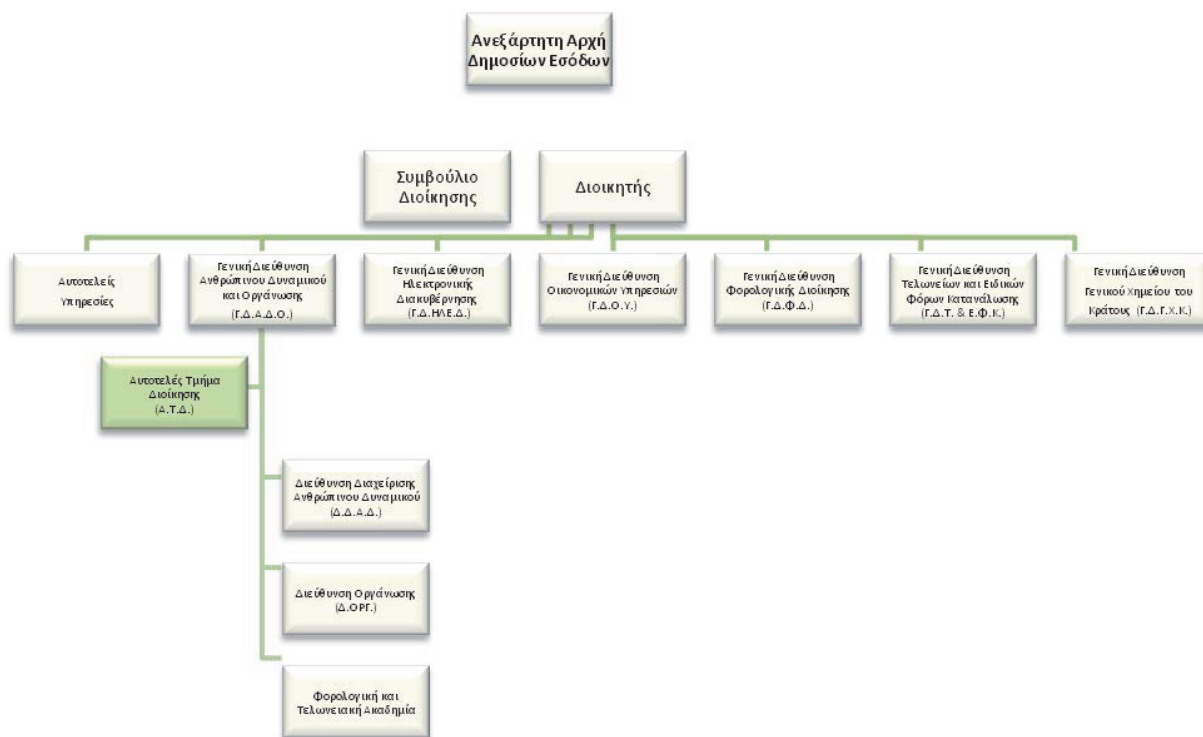 Ανεξάρτητη Αρχή
Δημοσίων Εσόδων
Συμβούλιο
Διοίκησης
Διοικητής
Αυτοτελείς
Υπηρεσίες
Γενική Διεύθυνση
Ανθρώπινου Δυναμικού
και Οργάνωσης
(Γ.Δ.Α.Δ.Ο.)
Γενική Διεύθυνση
Ηλεκτρονικής
Διακυβέρνησης
(Γ.Δ.ΗΛΕ.Δ.)
Γενική Διεύθυνση
Οικονομικών Υπηρεσιών
(Γ.Δ.Ο.Υ.)
Γενική Διεύθυνση
Φορολογικής Διοίκησης
(Γ.Δ.Φ.Δ.)
Γενική Διεύθυνση
Τελωνείων και Ειδικών
Φόρων Κατανάλωσης
(Γ.Δ.Τ. & Ε.Φ.Κ.)
Γενική Διεύθυνση
Γενικού Χημείου του
Κράτους (Γ.Δ.Γ.Χ.Κ.)
Αυτοτελές Τμήμα
Διοίκησης
(Α.Τ.Δ.)
Διεύθυνση Διαχείρισης
Ανθρώπινου Δυναμικού
(Δ.Δ.Α.Δ.)
Διεύθυνση Οργάνωσης
(Δ.ΟΡΓ.)
Φορολογική και
Τελωνειακή Ακαδημία